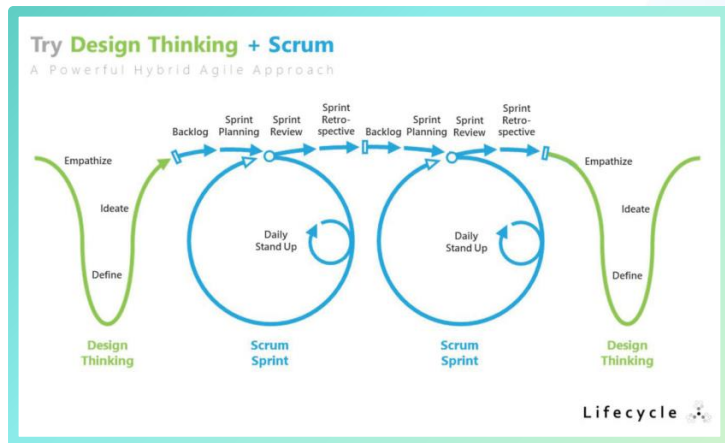 Try Design Thinking + Scrum
A Powerful Hybrid Agile Approach
Empathize
Ideate
Define
Design
Thinking
Backlog
Sprint
Planning
Sprint
Review
Sprint
Retro-
spective
Daily
Stand Up
Scrum
Sprint
Backlog
Sprint
Planning
Sprint
Review
Sprint
Retro-
spective
Daily
Stand Up
Scrum
Sprint
Empathize
Ideate
Define
Design
Thinking
Lifecycle